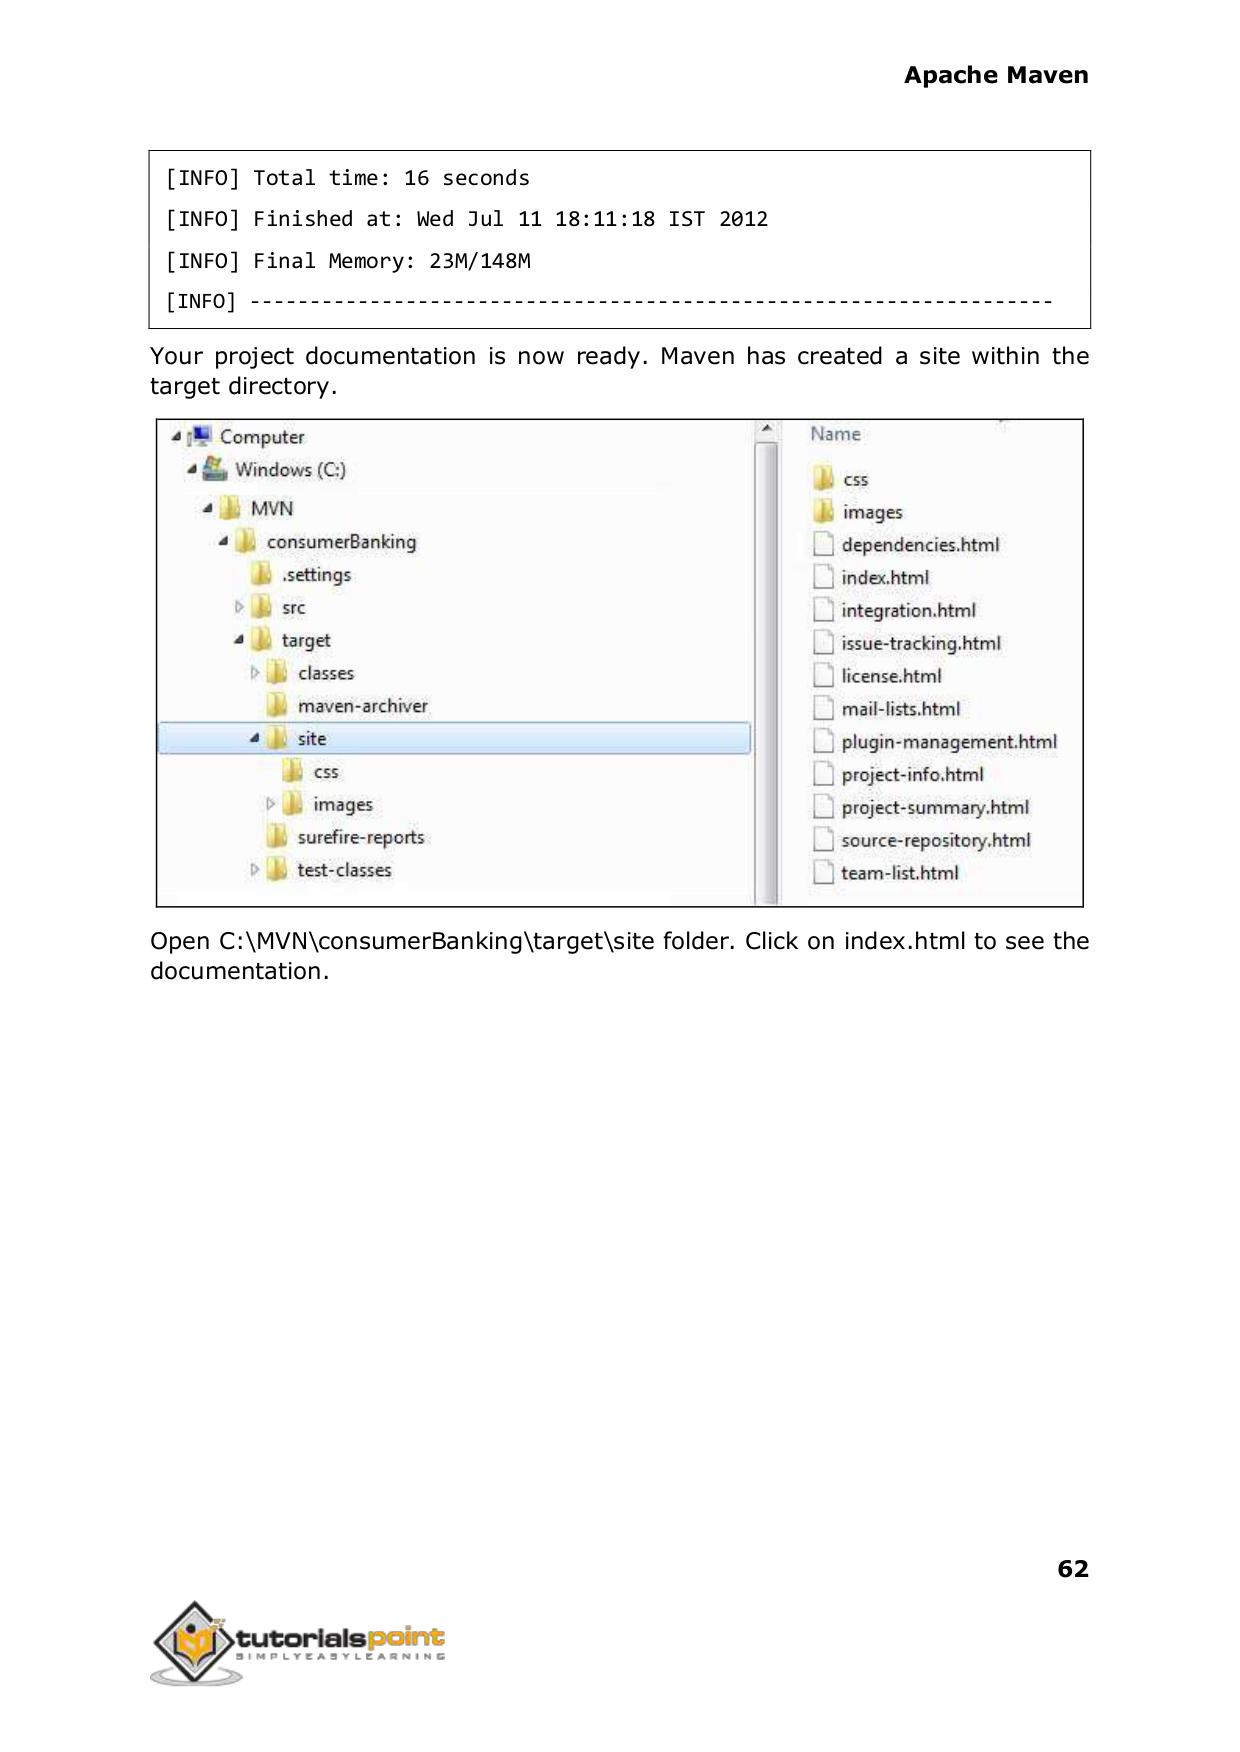 Apache Maven
[INFO] Total time: 16 seconds
[INFO] Finished at: Wed Jul 11 18:11:18 IST 2012
[INFO] Final Memory: 23M/148M
[INFO] -------------------------------------------------------------------
Your project documentation is now ready. Maven has created a site within the
target directory.
Computer
Windows (C:)
MVN
consumerBanking
.settings
src
target
classes
maven-archiver
site
css
images
surefire-reports
test-classes
Name
css
images
dependencies.html
index.html
integration.html
issue-tracking.html
license.html
mail-lists.html
plugin-management.html
project-info.html
project-summary.html
source-repository.html
team-list.html
Open C:\MVN\consumerBanking\target\site folder. Click on index.html to see the
documentation.
62
tutorialspoint
SIMPLYEASYLEARNING